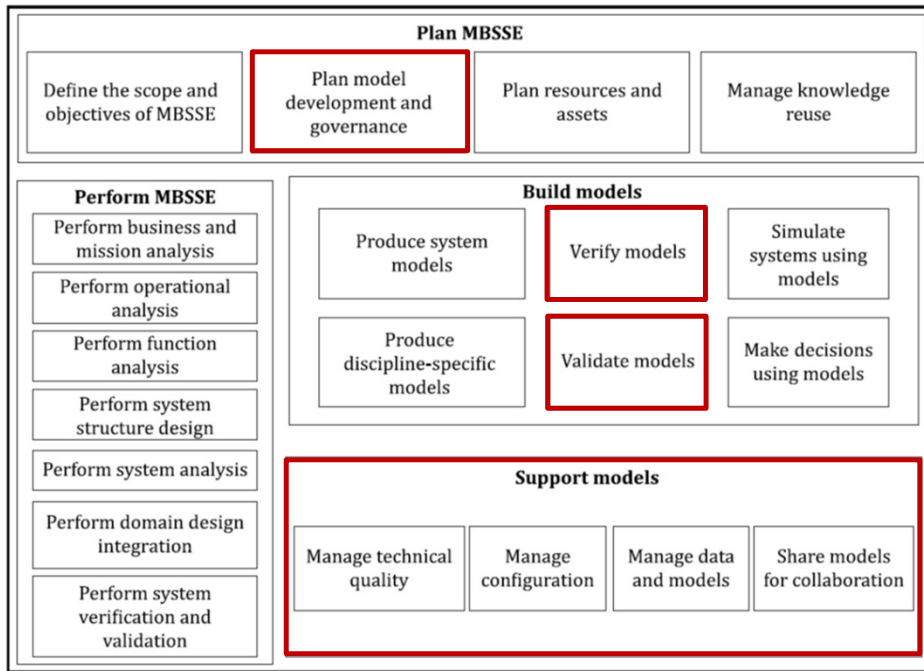 Plan MBSSE
Define the scope and
objectives of MBSSE
Plan model
development and
governance
Plan resources and
assets
Manage knowledge
reuse
Perform MBSSE
Perform business and
mission analysis
Perform operational
analysis
Perform function
analysis
Perform system
structure design
Perform system analysis
Perform domain design
integration
Perform system
verification and
validation
Build models
Produce system
models
Verify models
Simulate
systems using
models
Produce
discipline-specific
models
Validate models
Make decisions
using models
Support models
Manage technical
quality
Manage
configuration
Manage data
and models
Share models
for collaboration